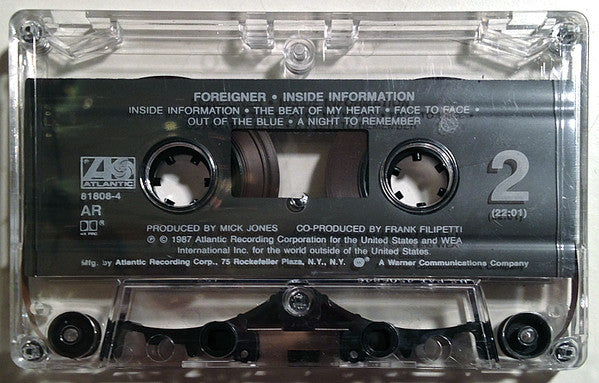 FOREIGNER • INSIDE INFORMATION
INSIDE INFORMATION • THE BEAT OF MY HEART • FACE TO FACE •
OUT OF THE BLUE • A NIGHT TO REMEMBER
ATLANTIC
81808-4
AR
2
(22:01)
PRODUCED BY MICK JONES CO-PRODUCED BY FRANK FILIPETTI
℗ © 1987 Atlantic Recording Corporation for the United States and WEA
International Inc. for the world outside of the United States.
Mfg. by Atlantic Recording Corp., 75 Rockefeller Plaza, N.Y., N.Y. A Warner Communications Company